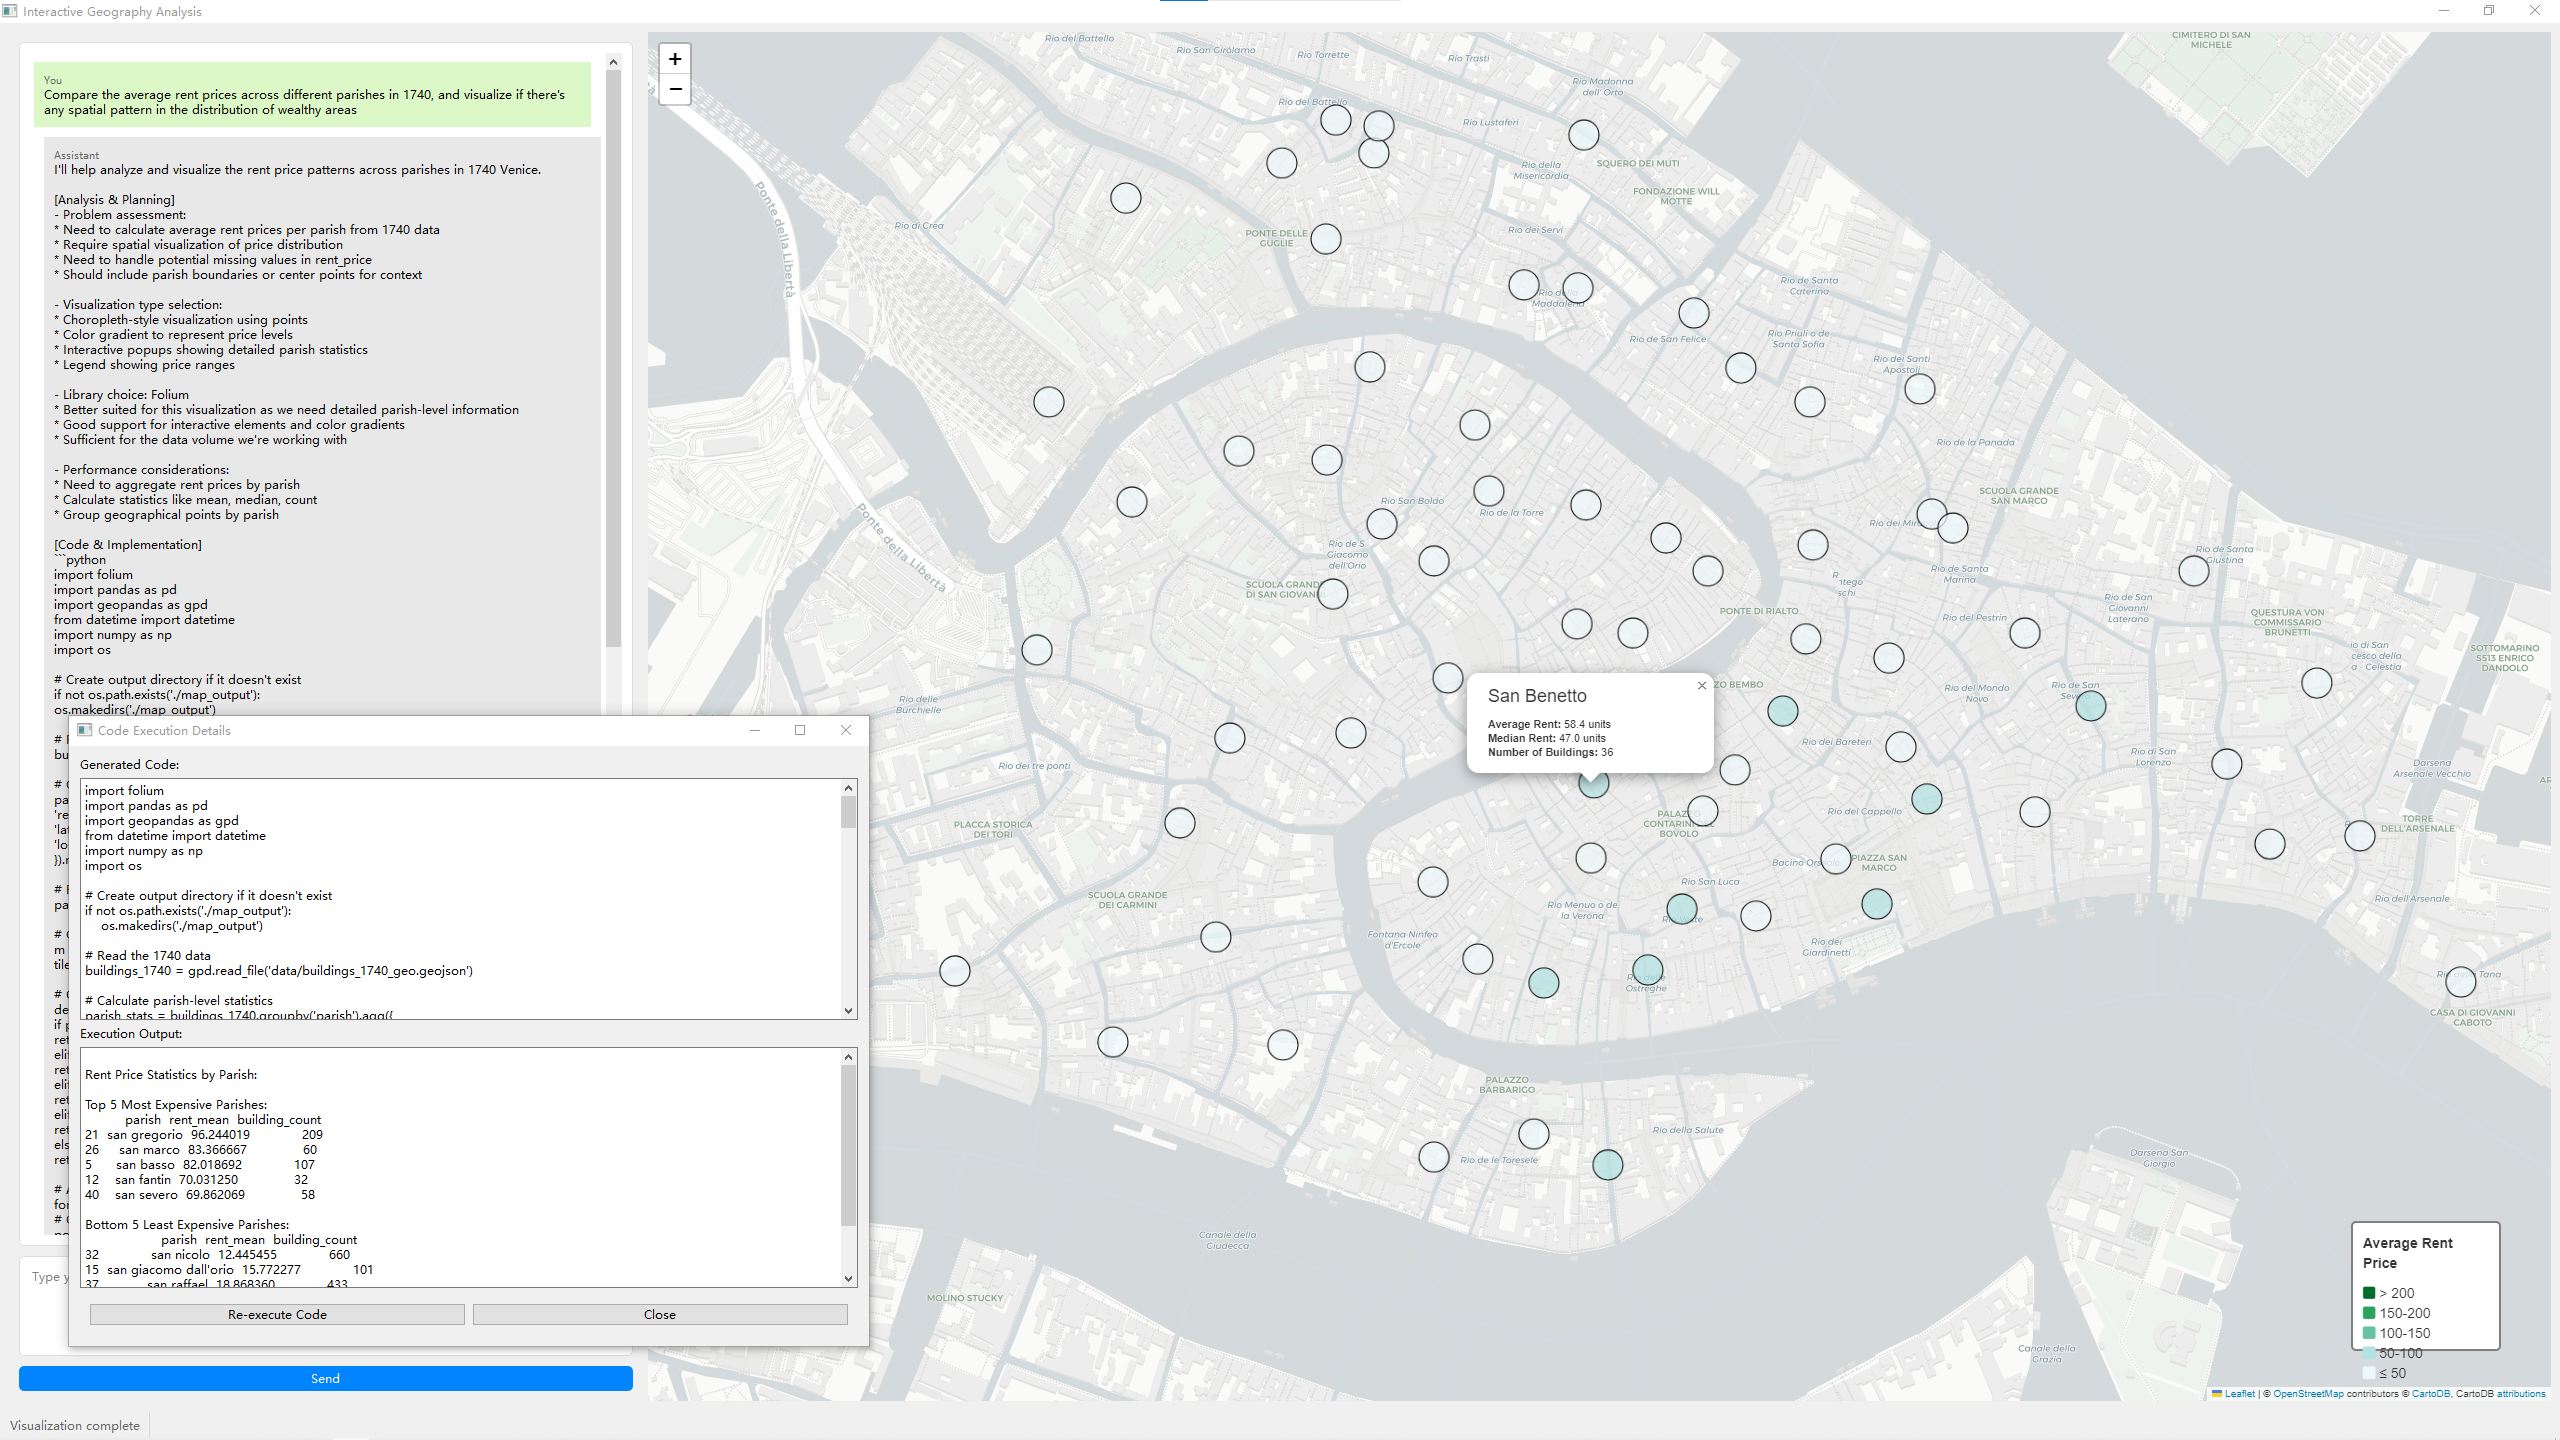 Interactive Geography Analysis
You
Compare the average rent prices across different parishes in 1740, and visualize if there's
any spatial pattern in the distribution of wealthy areas
Assistant
I'll help analyze and visualize the rent price patterns across parishes in 1740 Venice.
[Analysis & Planning]
- Problem assessment:
* Need to calculate average rent prices per parish from 1740 data
* Require spatial visualization of price distribution
* Need to handle potential missing values in rent_price
* Should include parish boundaries or center points for context
- Visualization type selection:
* Choropleth-style visualization using points
* Color gradient to represent price levels
* Interactive popups showing detailed parish statistics
* Legend showing price ranges
- Library choice: Folium
* Better suited for this visualization as we need detailed parish-level information
* Good support for interactive elements and color gradients
* Sufficient for the data volume we're working with
- Performance considerations:
* Need to aggregate rent prices by parish
* Calculate statistics like mean, median, count
* Group geographical points by parish
[Code & Implementation]
```python
import folium
import pandas as pd
import geopandas as gpd
from datetime import datetime
import numpy as np
import os
# Create output directory if it doesn't exist
if not os.path.exists('./map_output'):
os.makedirs('./map_output')
Code Execution Details
Generated Code:
import folium
import pandas as pd
import geopandas as gpd
from datetime import datetime
import numpy as np
import os
# Create output directory if it doesn't exist
if not os.path.exists('./map_output'):
os.makedirs('./map_output')
# Read the 1740 data
buildings_1740 = gpd.read_file('data/buildings_1740_geo.geojson')
# Calculate parish-level statistics
parish_stats = buildings_1740.groupby('parish').agg({
Execution Output:
Rent Price Statistics by Parish:
Top 5 Most Expensive Parishes:
parish rent_mean building_count
21 san gregorio 96.244019 209
26 san marco 83.366667 60
5 san basso 82.018692 107
12 san fantin 70.031250 32
40 san severo 69.862069 58
Bottom 5 Least Expensive Parishes:
parish rent_mean building_count
32 san nicolo 12.445455 660
15 san giacomo dall'orio 15.772277 101
37 san raffael 18.868360 433
Re-execute Code
Close
Type y
Send
Visualization complete
+
−
Rio del Battello
Rio San Girolamo
Rio Torrette
Rio Trasti
Rio Madonna
dell' Orto
CIMITERO DI SAN
MICHELE
Rio del Battello
Rio Lustaferi
Rio della
Misericordia
SQUERO DEI MUTI
FONDAZIONE WILL
MOTTE
Ponte della Libertà
Rio di Crea
PONTE DELLE
GUGLIE
Rio dei Servi
Rio de Santa
Caterina
Rio della
Maddalena
Rio de San Felice
Rio Priuli o de
Santa Sofia
Rio dei Santi
Apostoli
Rio de la Panada
Ponte della Libertà
Rio San Boldo
Rio de la Torre
SCUOLA GRANDE
SAN MARCO
Rio dei
Rio de Santa
Giustina
Rio de S.
Giacomo
dell'Orio
Rio de Santa
Marina
SCUOLA GRANDE
DI SAN GIOVAN
PONTE DI RIALTO
Rio del Pestrin
Rio de San
Giovanni
Laterano
QUESTURA VON
COMMISSARIO
BRUNETTI
SOTTOMARINO
S513 ENRICO
DANDOLO
Rio delle
Burchielle
ZO BEMBO
Rio del Mondo
Novo
Rio de San
San Benetto
×
Average Rent: 58.4 units
Median Rent: 47.0 units
Number of Buildings: 36
Rio dei Bareteri
Rio di San
Lorenzo
Darsena
Arsenale Vecchio
Rio dei tre ponti
Rio del Cappello
PLACCA STORICA
DEI TORI
CONTARINI
BOVOLO
TORRE
DELL'ARSENALE
PIAZZA SAN
MARCO
Rio San Luca
SCUOLA GRANDE
DEI CARMINI
Rio Menuo o de
la Verona
Rio dell'Arsenale
Fontana Ninfeo
d'Ercole
Rio dei
Giardinetti
Rio delle
Ostreghe
Rio della Tana
CASA DI GIOVANNI
CABOTO
PALAZZO
BARBARICO
Rio della Salute
Rio de le Toresele
Darsena San
Giorgio
Canale della
Giudecca
MOLINO STUCKY
Canale della
Grazia
Average Rent
Price
> 200
150-200
100-150
50-100
≤ 50
Leaflet | © OpenStreetMap contributors © CartoDB, CartoDB attributions